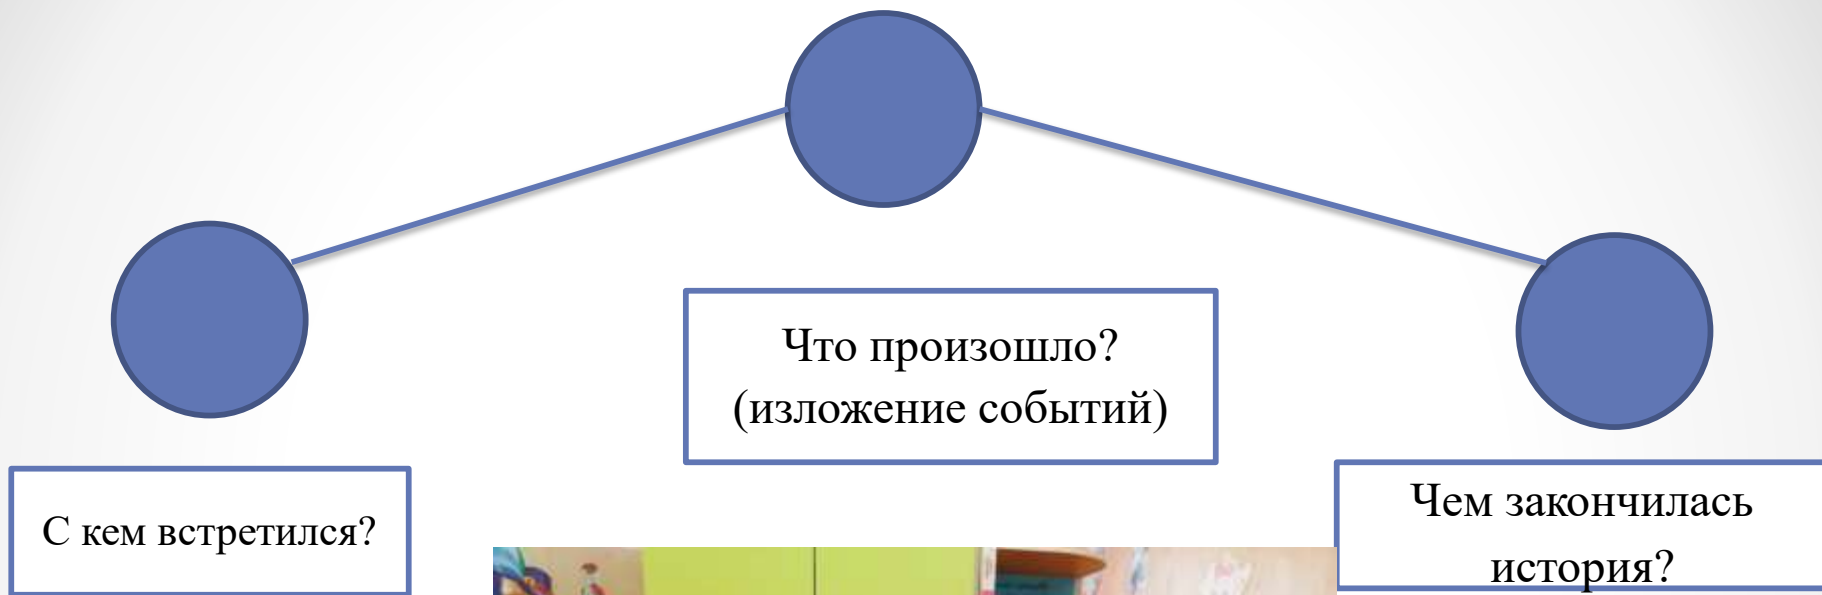 Что произошло?
(изложение событий)
С кем встретился?
Чем закончилась
история?